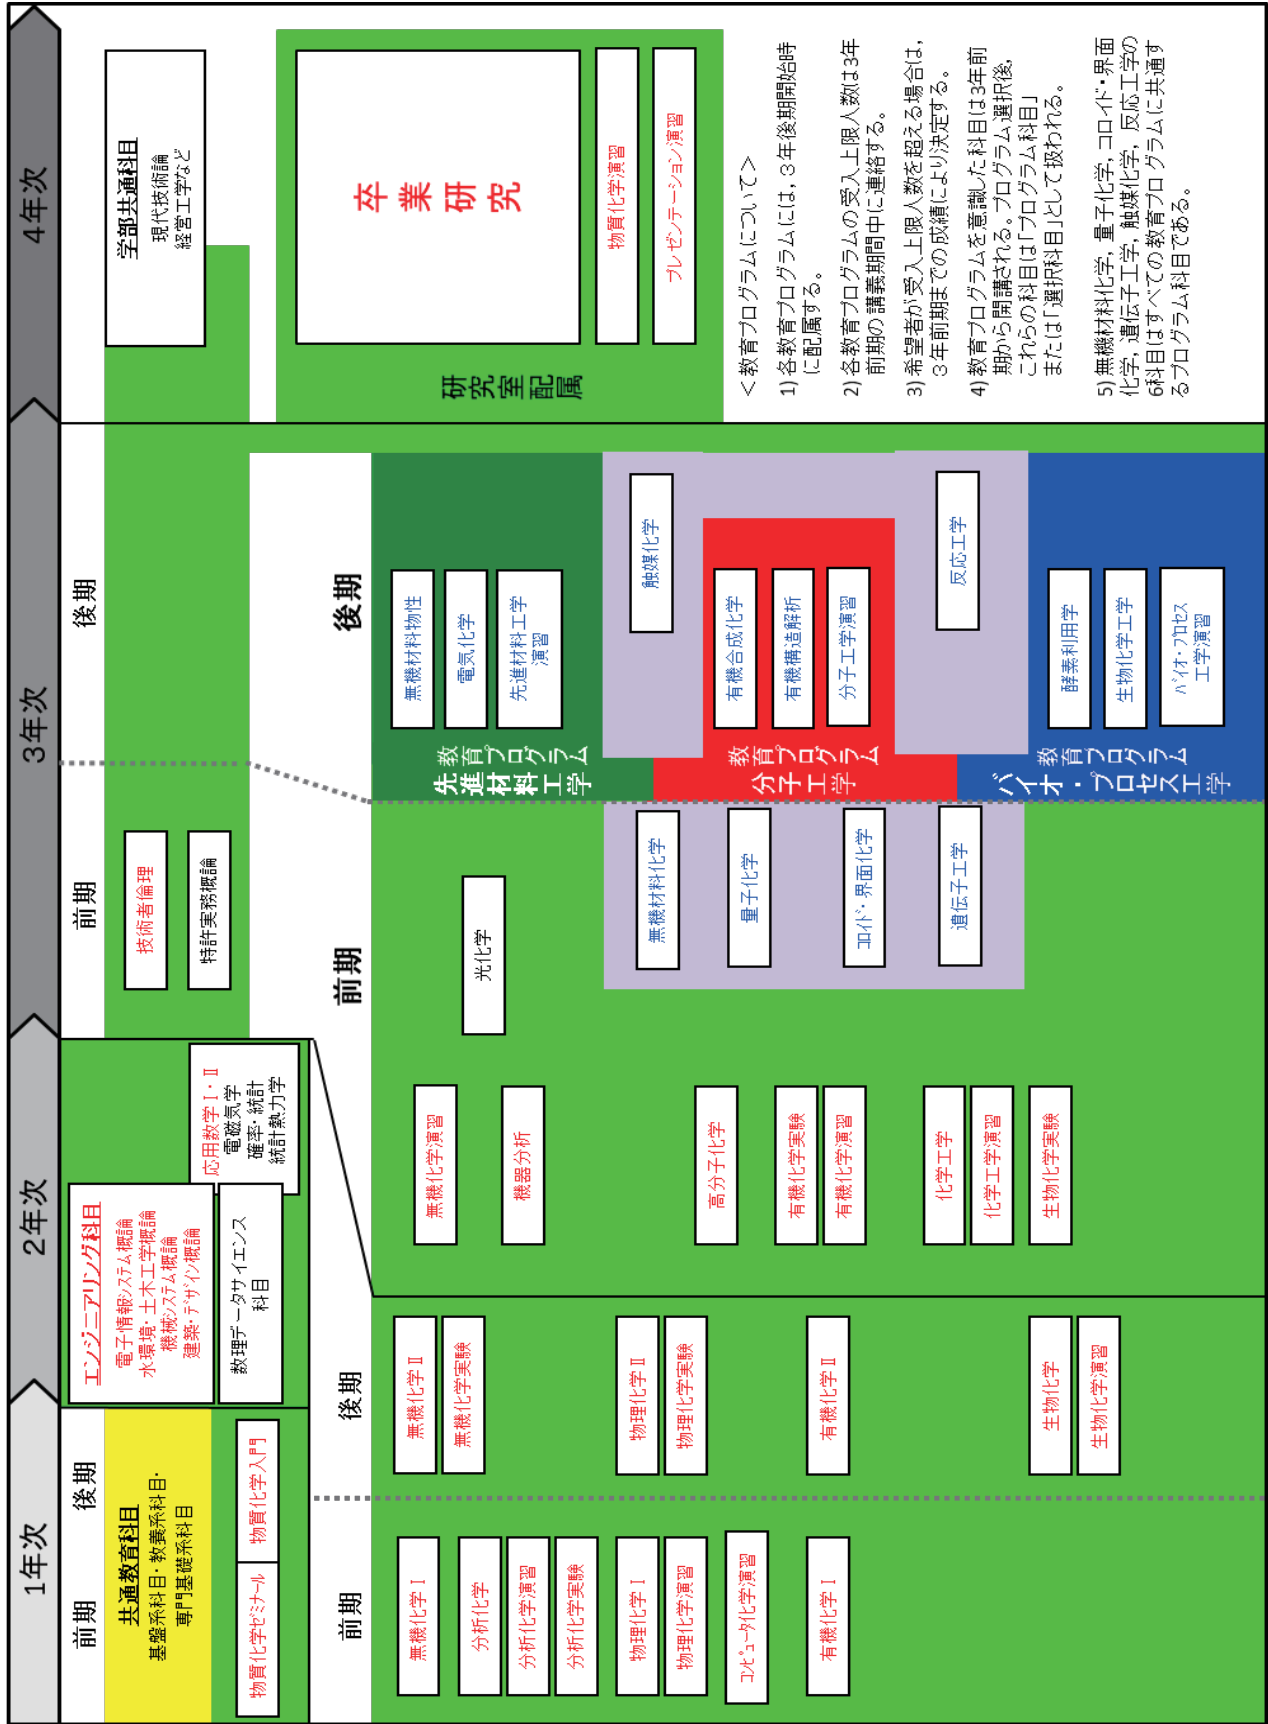 1年次
2年次
3年次
4年次
前期
後期
前期
後期
共通教育科目
基盤系科目・教養系科目・
専門基礎系科目
物質化学ゼミナール
物質化学入門
エンジニアリング科目
電子情報システム概論
水環境・土木工学概論
機械システム概論
建築・デザイン概論
数理データサイエンス
科目
応用数学Ⅰ・Ⅱ
電磁気学
確率・統計
統計熱力学
技術者倫理
特許実務概論
学部共通科目
現代技術論
経営工学など
前期
後期
前期
後期
無機化学Ⅰ
分析化学
分析化学演習
分析化学実験
物理化学Ⅰ
物理化学演習
コンピュータ化学演習
有機化学Ⅰ
無機化学Ⅱ
無機化学実験
物理化学Ⅱ
物理化学実験
有機化学Ⅱ
生物化学
生物化学演習
無機化学演習
機器分析
高分子化学
有機化学実験
有機化学演習
化学工学
化学工学演習
生物化学実験
光化学
無機材料化学
量子化学
コロイド・界面化学
遺伝子工学
先進材料工学
教育プログラム
無機材料物性
電気化学
先進材料工学
演習
触媒化学
分子工学
教育プログラム
有機合成化学
有機構造解析
分子工学演習
反応工学
バイオ・プロセス工学
教育プログラム
酵素利用学
生物化学工学
バイオ・プロセス
工学演習
研究室配属
卒業研究
物質化学演習
プレゼンテーション演習
＜教育プログラムについて＞
1) 各教育プログラムには，3年後期開始時
に配属する。
2) 各教育プログラムの受入上限人数は3年
前期の講義期間中に連絡する。
3) 希望者が受入上限人数を超える場合は，
3年前期までの成績により決定する。
4) 教育プログラムを意識した科目は3年前
期から開講される。プログラム選択後，
これらの科目は「プログラム科目」
または「選択科目」として扱われる。
5) 無機材料化学，量子化学，コロイド・界面
化学，遺伝子工学，触媒化学，反応工学の
6科目はすべての教育プログラムに共通す
るプログラム科目である。